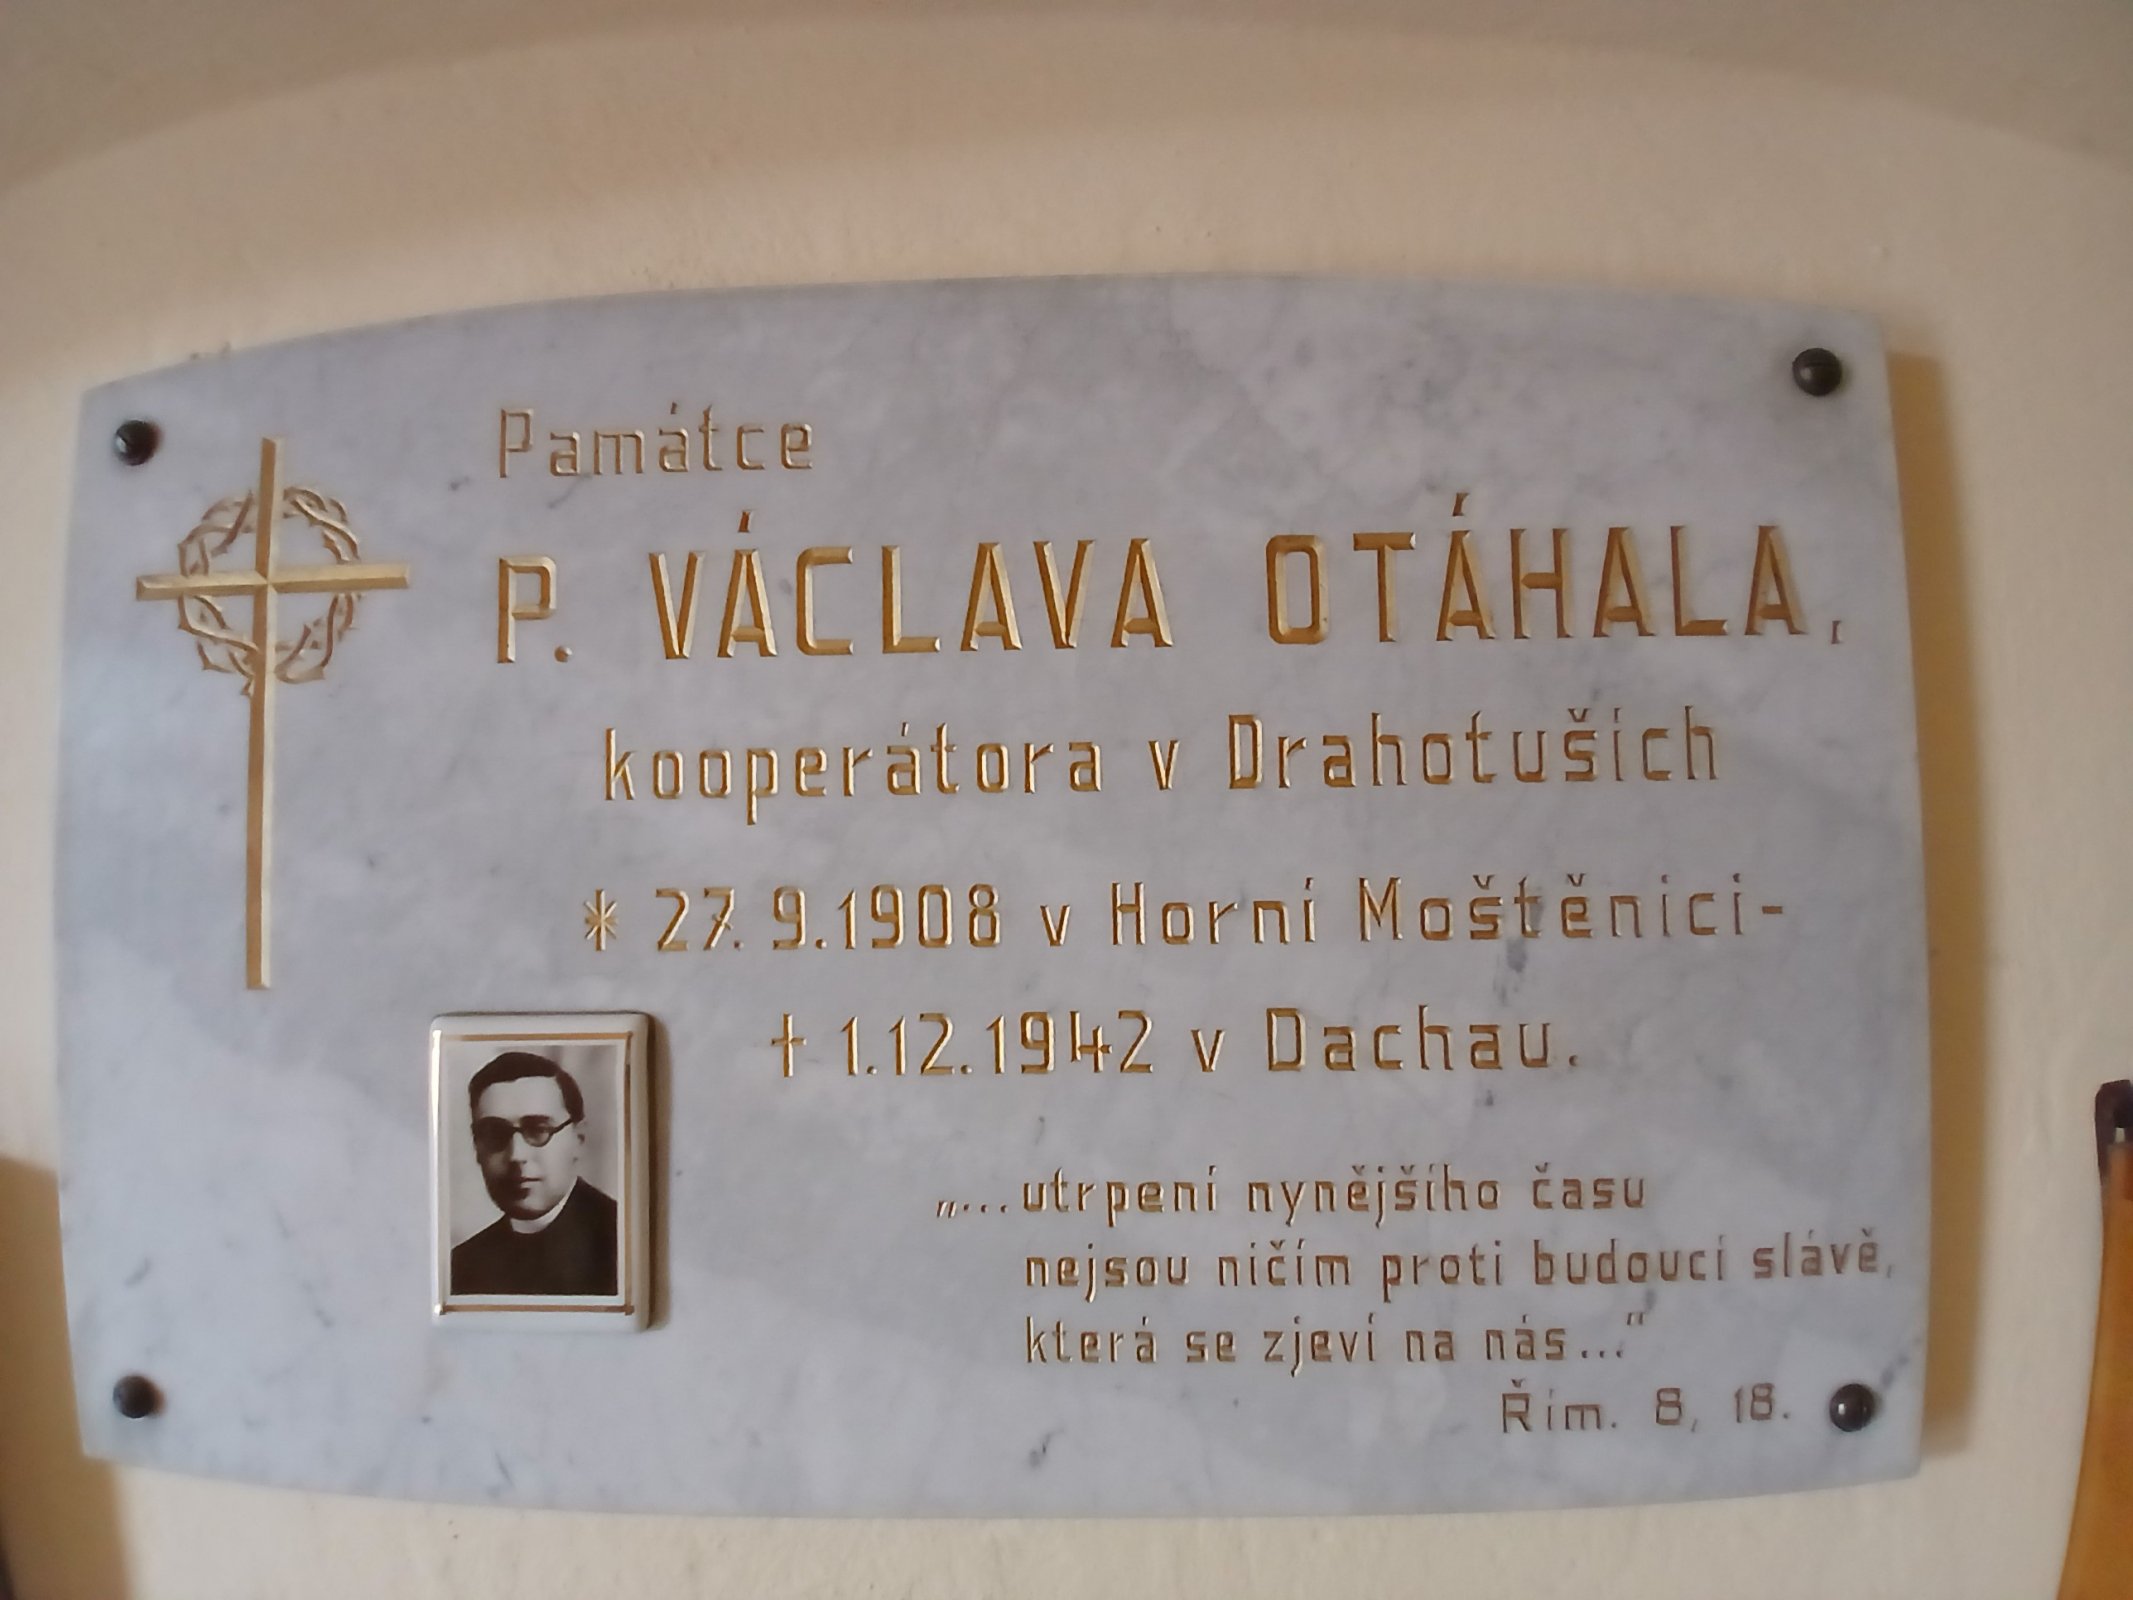 Památce
P. VÁCLAVA OTÁHALA,
kooperátora v Drahotuších
* 27.9.1908 v Horní Moštěnici-
† 1.12.1942 v Dachau.
„...utrpení nynějšího času
nejsou ničím proti budoucí slávě,
která se zjeví na nás..."
Řím. 8, 18.